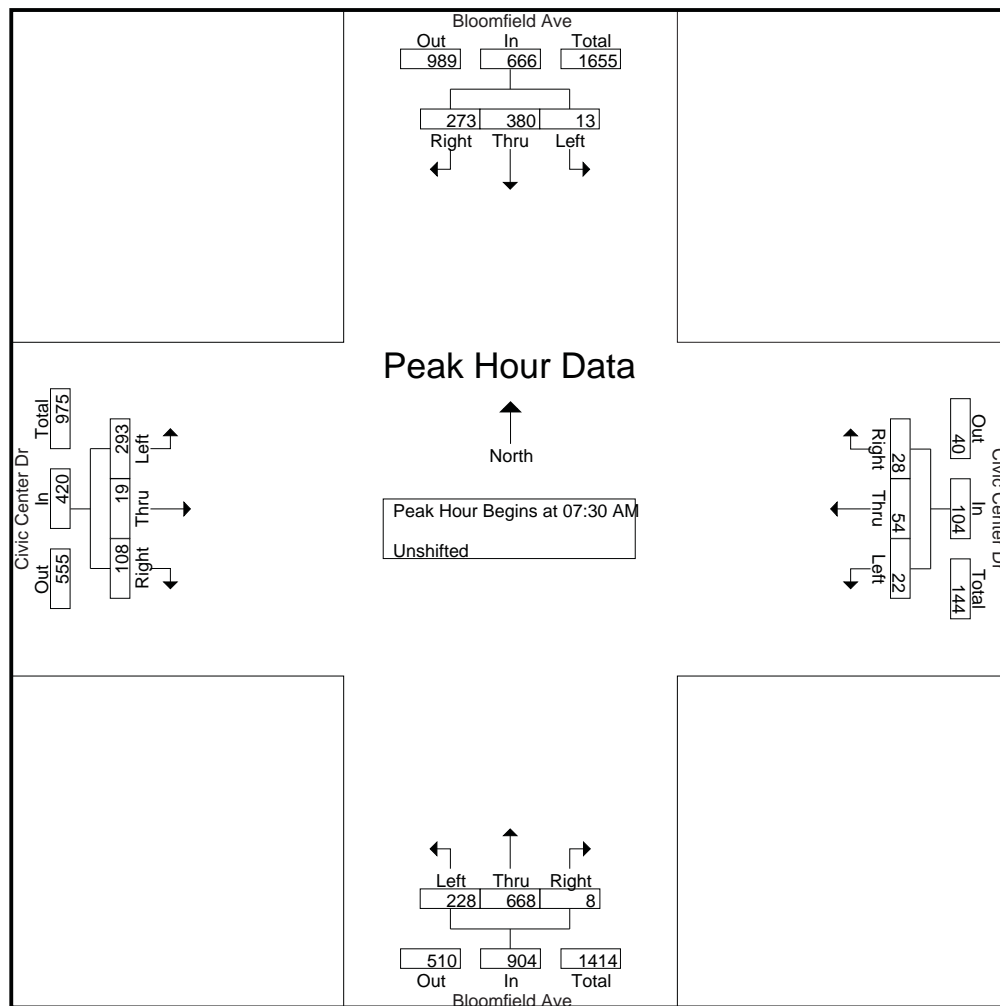 Bloomfield Ave
Out In Total
989 666 1655
273 380 13
Right Thru Left
Peak Hour Data
North
Peak Hour Begins at 07:30 AM
Unshifted
Civic Center Dr
Total In Out
975 420 555
293 19 108
Left Thru Right
Right Thru Left
28 54 22
Out In Total
40 104 144
Civic Center Dr
Left Thru Right
228 668 8
510 904 1414
Out In Total
Bloomfield Ave